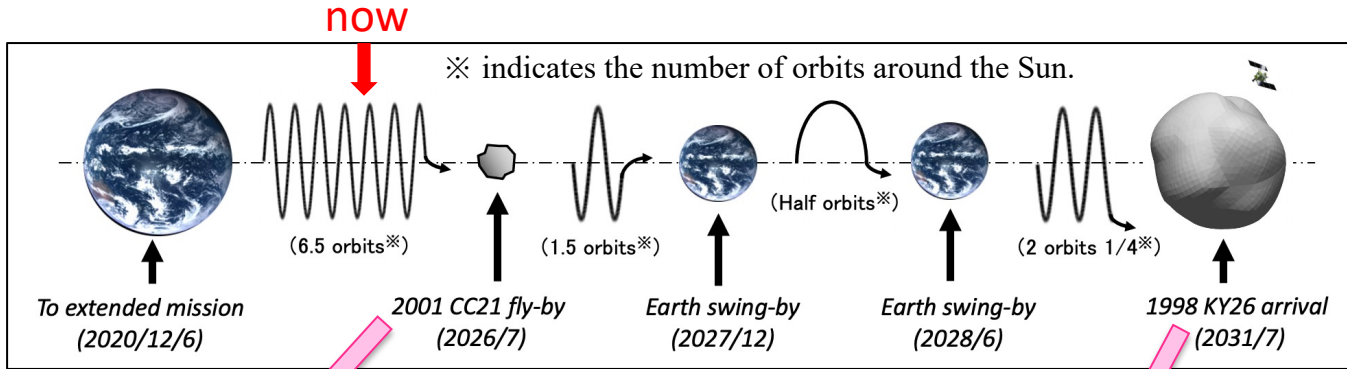 now
※ indicates the number of orbits around the Sun.
(6.5 orbits※)
(1.5 orbits※)
(Half orbits※)
(2 orbits 1/4※)
To extended mission
(2020/12/6)
2001 CC21 fly-by
(2026/7)
Earth swing-by
(2027/12)
Earth swing-by
(2028/6)
1998 KY26 arrival
(2031/7)